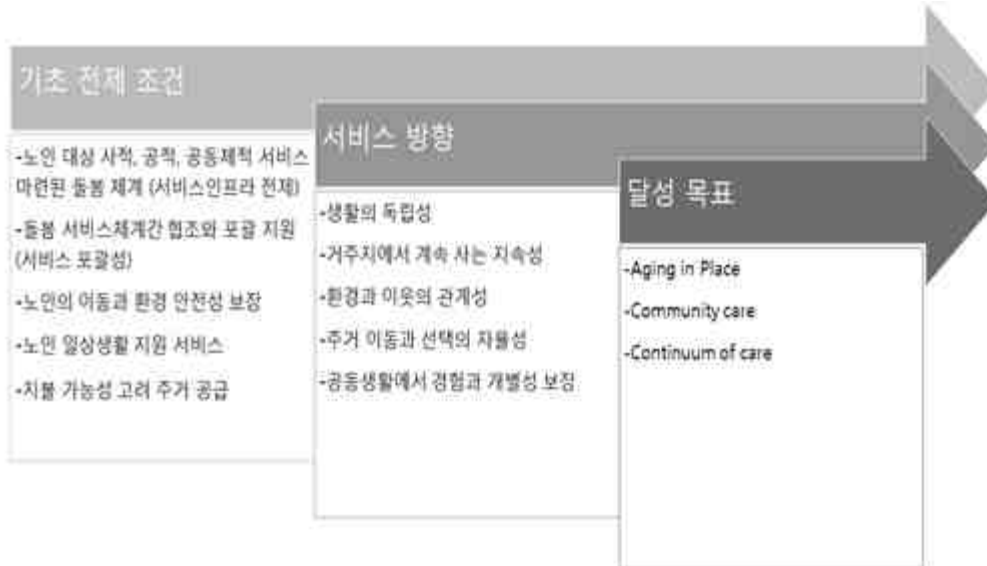 기초 전제 조건
-노인 대상 사적, 공적, 공동체적 서비스
마련된 돌봄 체계 (서비스인프라 전제)
-돌봄 서비스체계간 협조와 포괄 지원
(서비스 포괄성)
-노인의 이동과 환경 안전성 보장
-노인 일상생활 지원 서비스
-지불 가능성 고려 주거 공급
서비스 방향
-생활의 독립성
-거주지에서 계속 사는 지속성
-환경과 이웃의 관계성
-주거 이동과 선택의 자율성
-공동생활에서 경험과 개별성 보장
달성 목표
-Aging in Place
-Community care
-Continuum of care